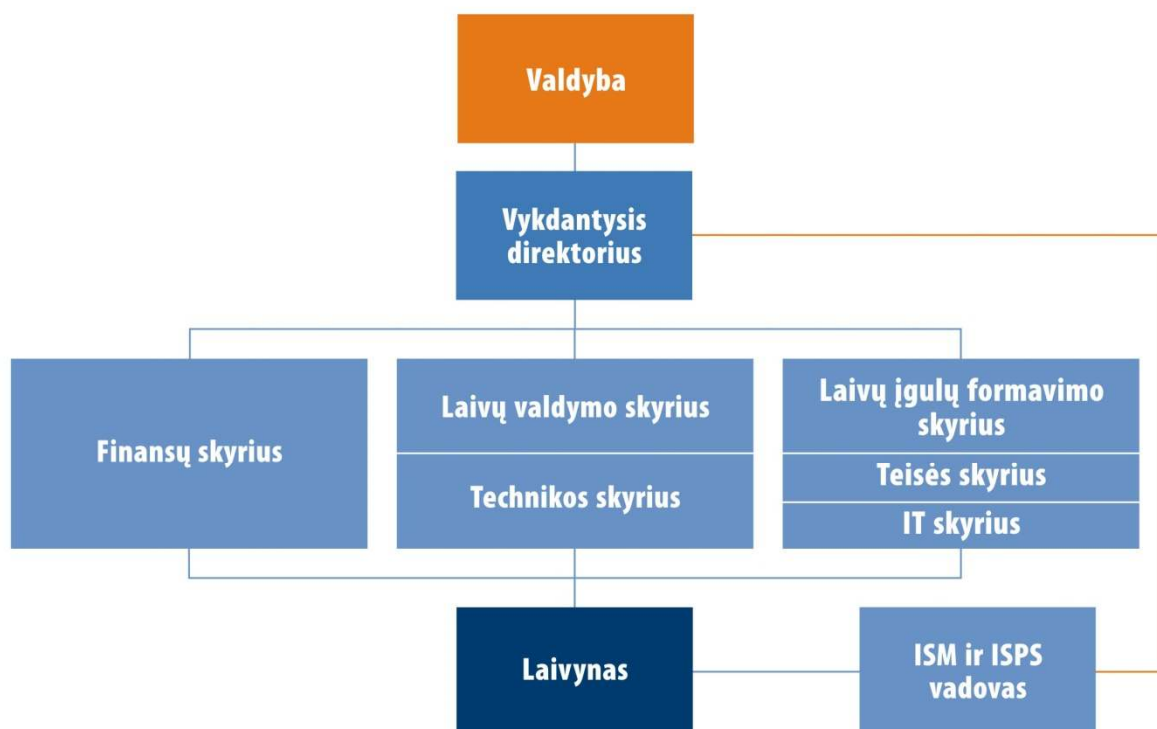 Valdyba
Vykdantysis
direktorius
Finansų skyrius
Laivų valdymo skyrius
Technikos skyrius
Laivų įgulų formavimo
skyrius
Teisės skyrius
IT skyrius
Laivynas
ISM ir ISPS
vadovas